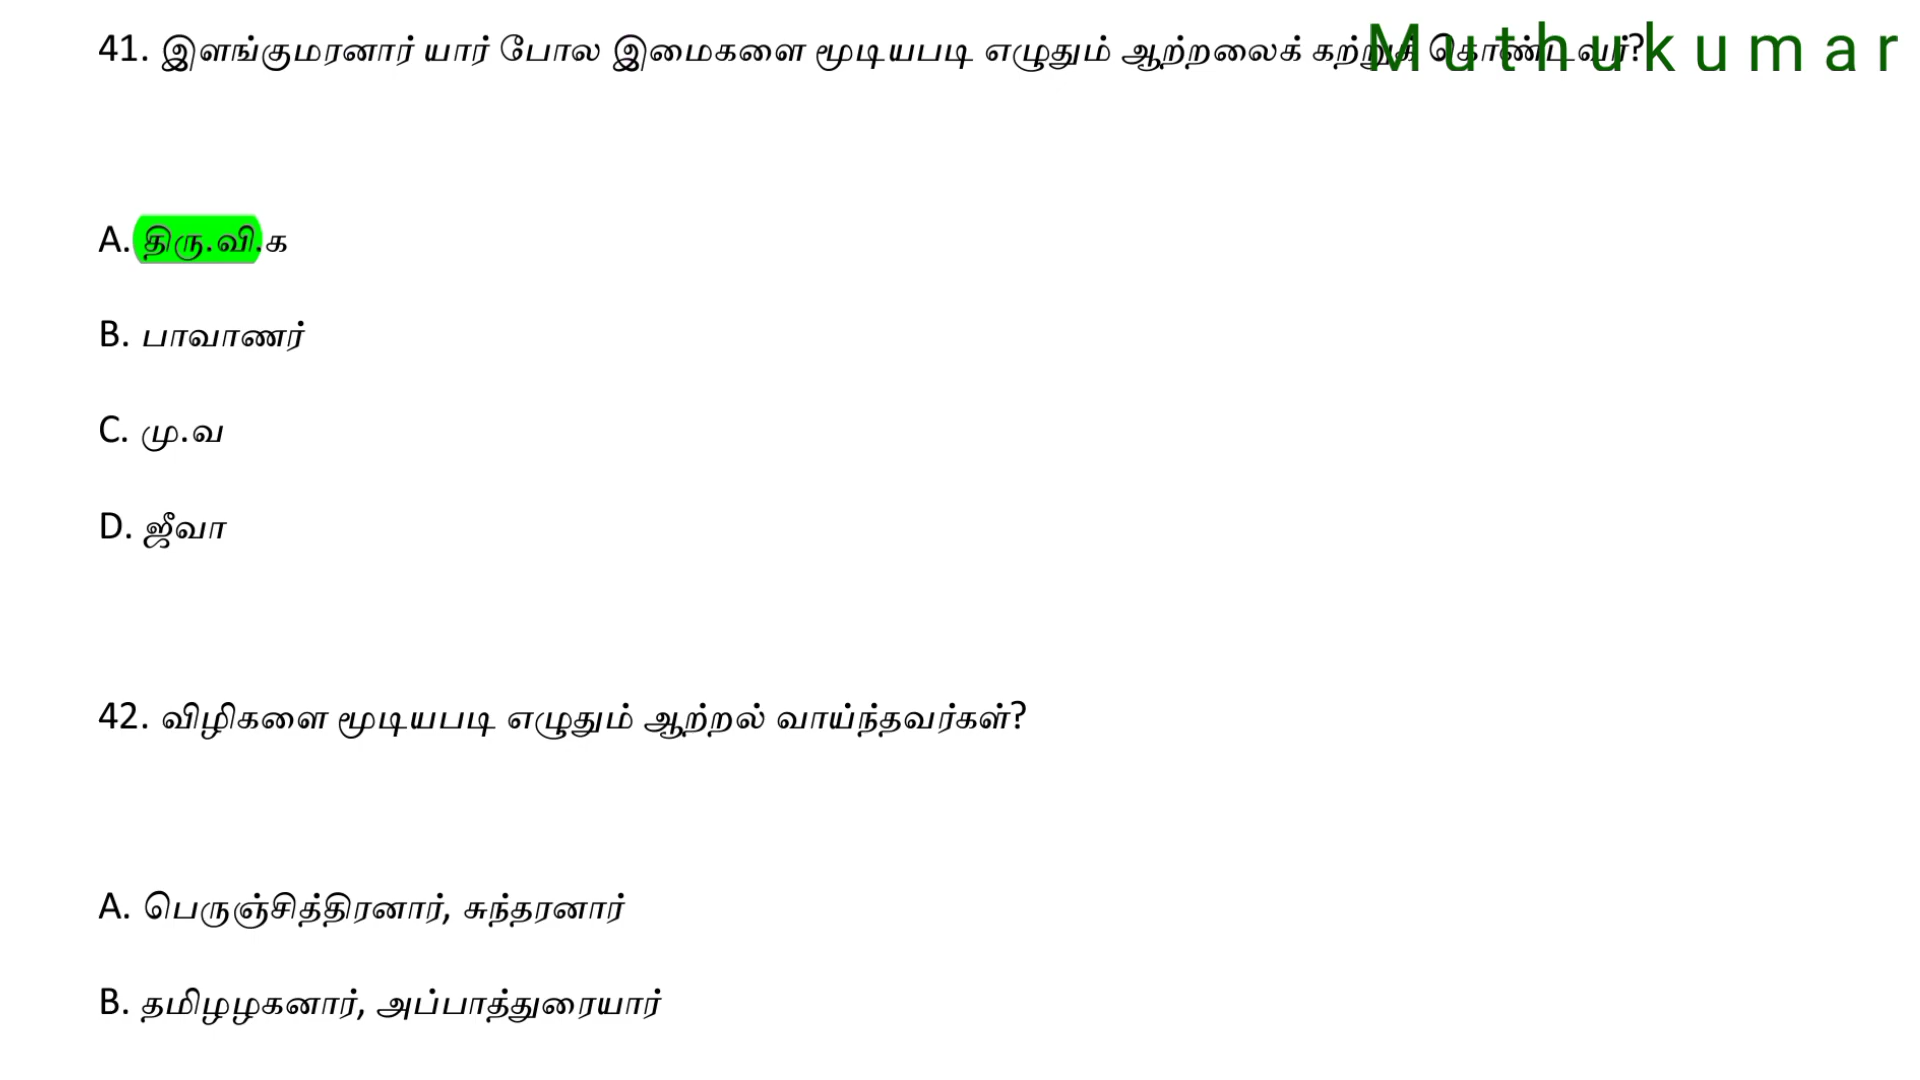 41. இளங்குமரனார் யார் போல இமைகளை மூடியபடி எழுதும் ஆற்றலைக் கற்றுக் கொண்டவர்?
Muthukumar
A. திரு.வி.க
B. பாவாணர்
C. மு.வ
D. ஜீவா
42. விழிகளை மூடியபடி எழுதும் ஆற்றல் வாய்ந்தவர்கள்?
A. பெருஞ்சித்திரனார், சுந்தரனார்
B. தமிழழகனார், அப்பாத்துரையார்